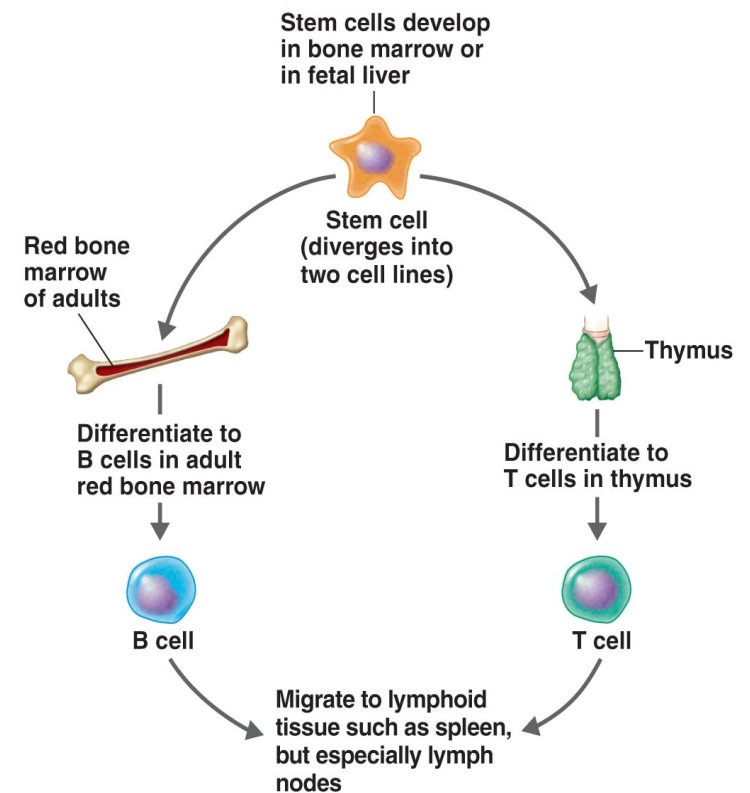 Stem cells develop
in bone marrow or
in fetal liver
Stem cell
(diverges into
two cell lines)
Red bone
marrow
of adults
Thymus
Differentiate to
B cells in adult
red bone marrow
Differentiate to
T cells in thymus
B cell
T cell
Migrate to lymphoid
tissue such as spleen,
but especially lymph
nodes